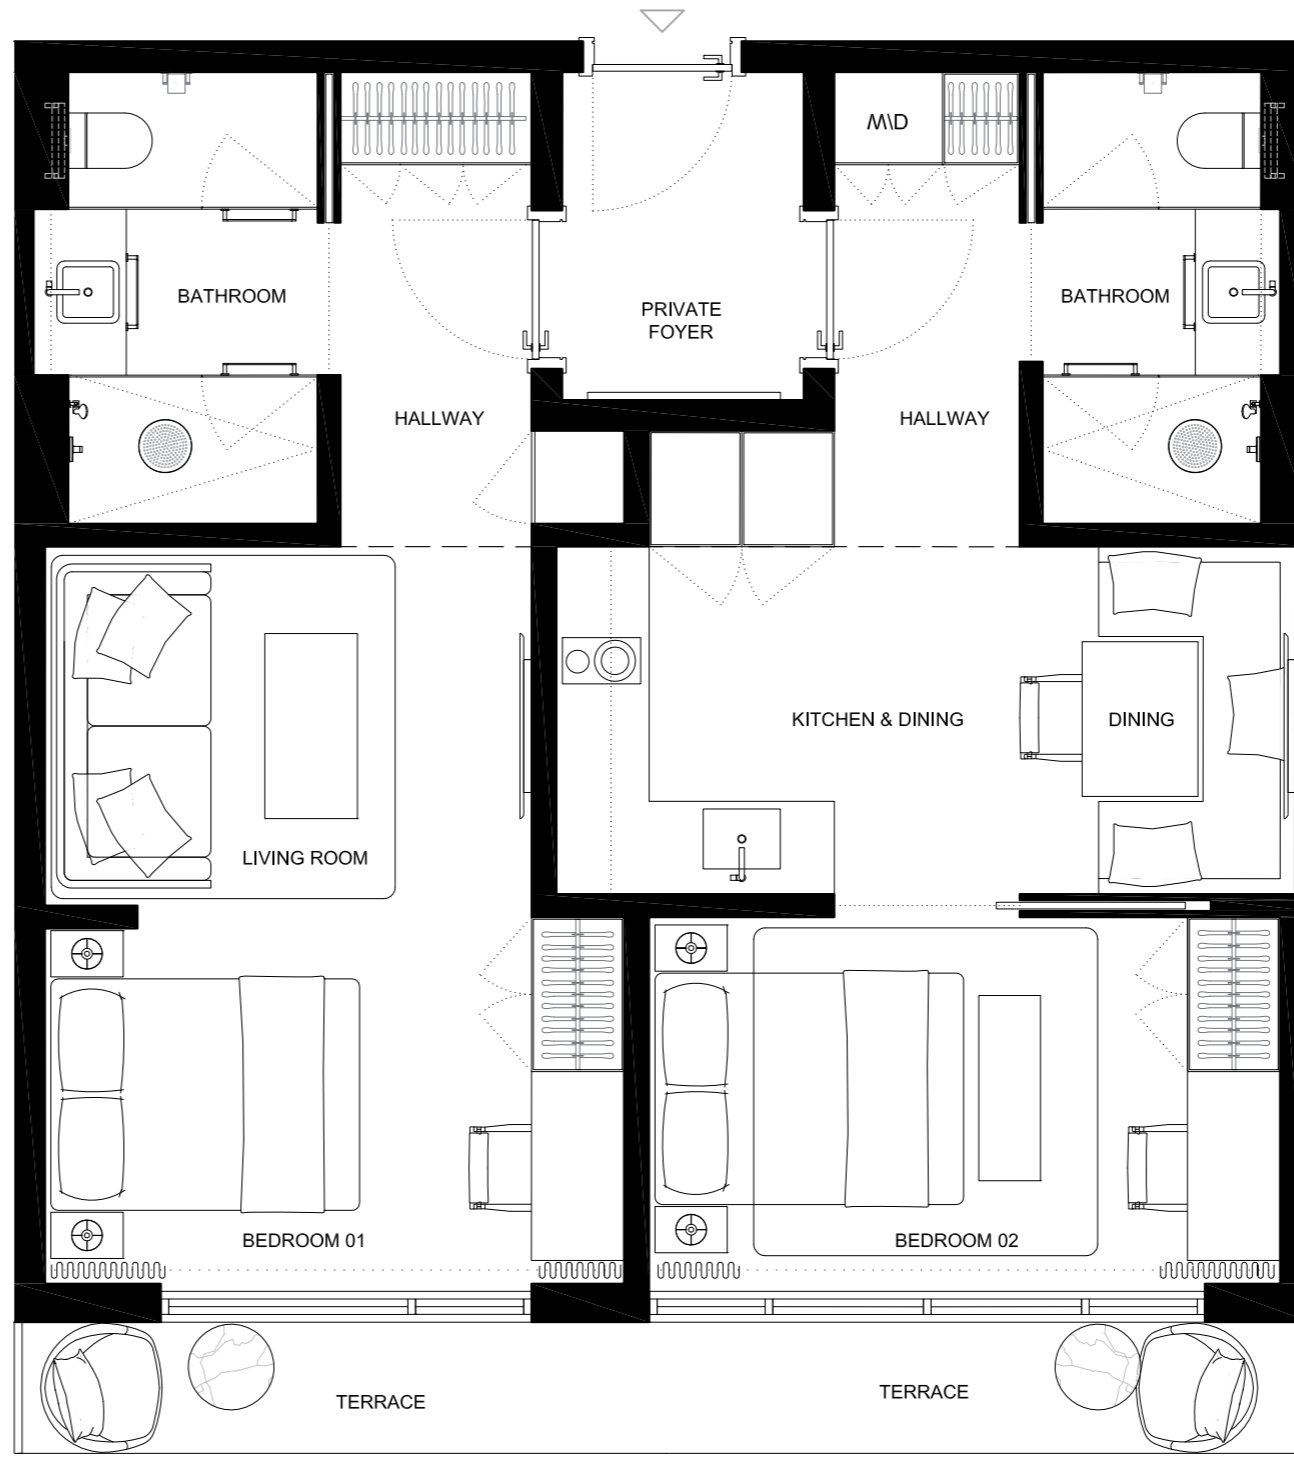 W\D
BATHROOM
PRIVATE
FOYER
BATHROOM
HALLWAY
HALLWAY
KITCHEN & DINING
DINING
LIVING ROOM
BEDROOM 01
BEDROOM 02
TERRACE
TERRACE